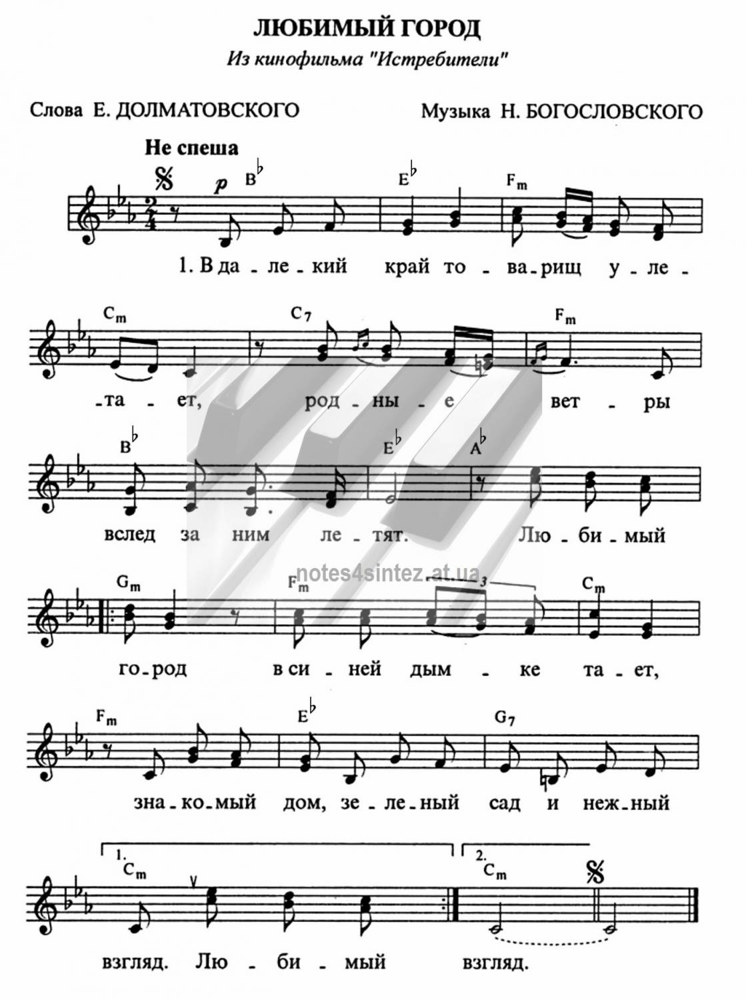 ЛЮБИМЫЙ ГОРОД
Из кинофильма "Истребители"
Слова Е. ДОЛМАТОВСКОГО Музыка Н. БОГОСЛОВСКОГО
Не спеша
p B♭ E♭ Fm
2/4
1. В да - ле - кий край то - ва - рищ у - ле -
Cm C7 Fm
-та - ет, род - ны - е вет - ры
B♭ E♭ A♭
вслед за ним ле - тят. Лю - би - мый
notes4sintez.at.ua
Gm Fm 3 Cm
го - род в си - ней дым - ке та - ет,
Fm E♭ G7
зна - ко - мый дом, зе - ле - ный сад и неж - ный
1. 2.
Cm Cm
взгляд. Лю - би - мый взгляд.